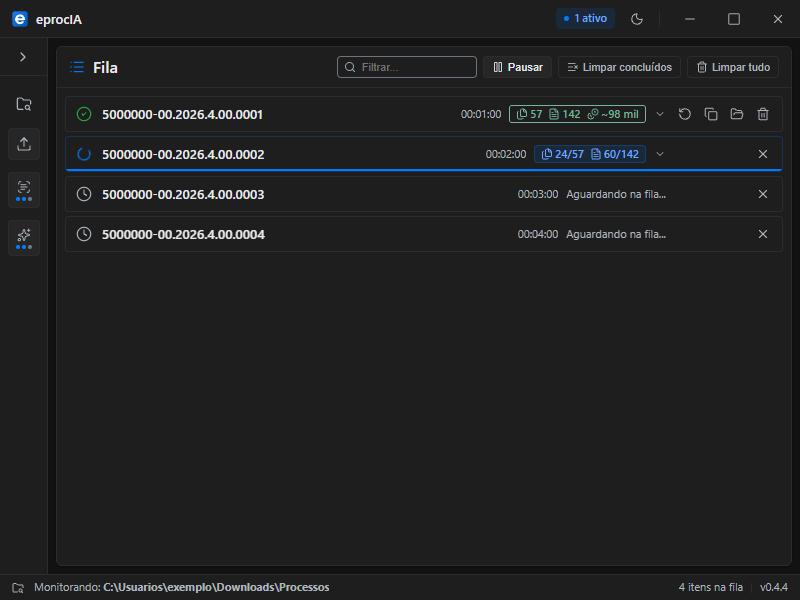 eprocIA
1 ativo
Fila
Filtrar...
Pausar
Limpar concluídos
Limpar tudo
5000000-00.2026.4.00.0001 00:01:00 57 142 ~98 mil
5000000-00.2026.4.00.0002 00:02:00 24/57 60/142
5000000-00.2026.4.00.0003 00:03:00 Aguardando na fila...
5000000-00.2026.4.00.0004 00:04:00 Aguardando na fila...
Monitorando: C:\Usuarios\exemplo\Downloads\Processos
4 itens na fila
v0.4.4